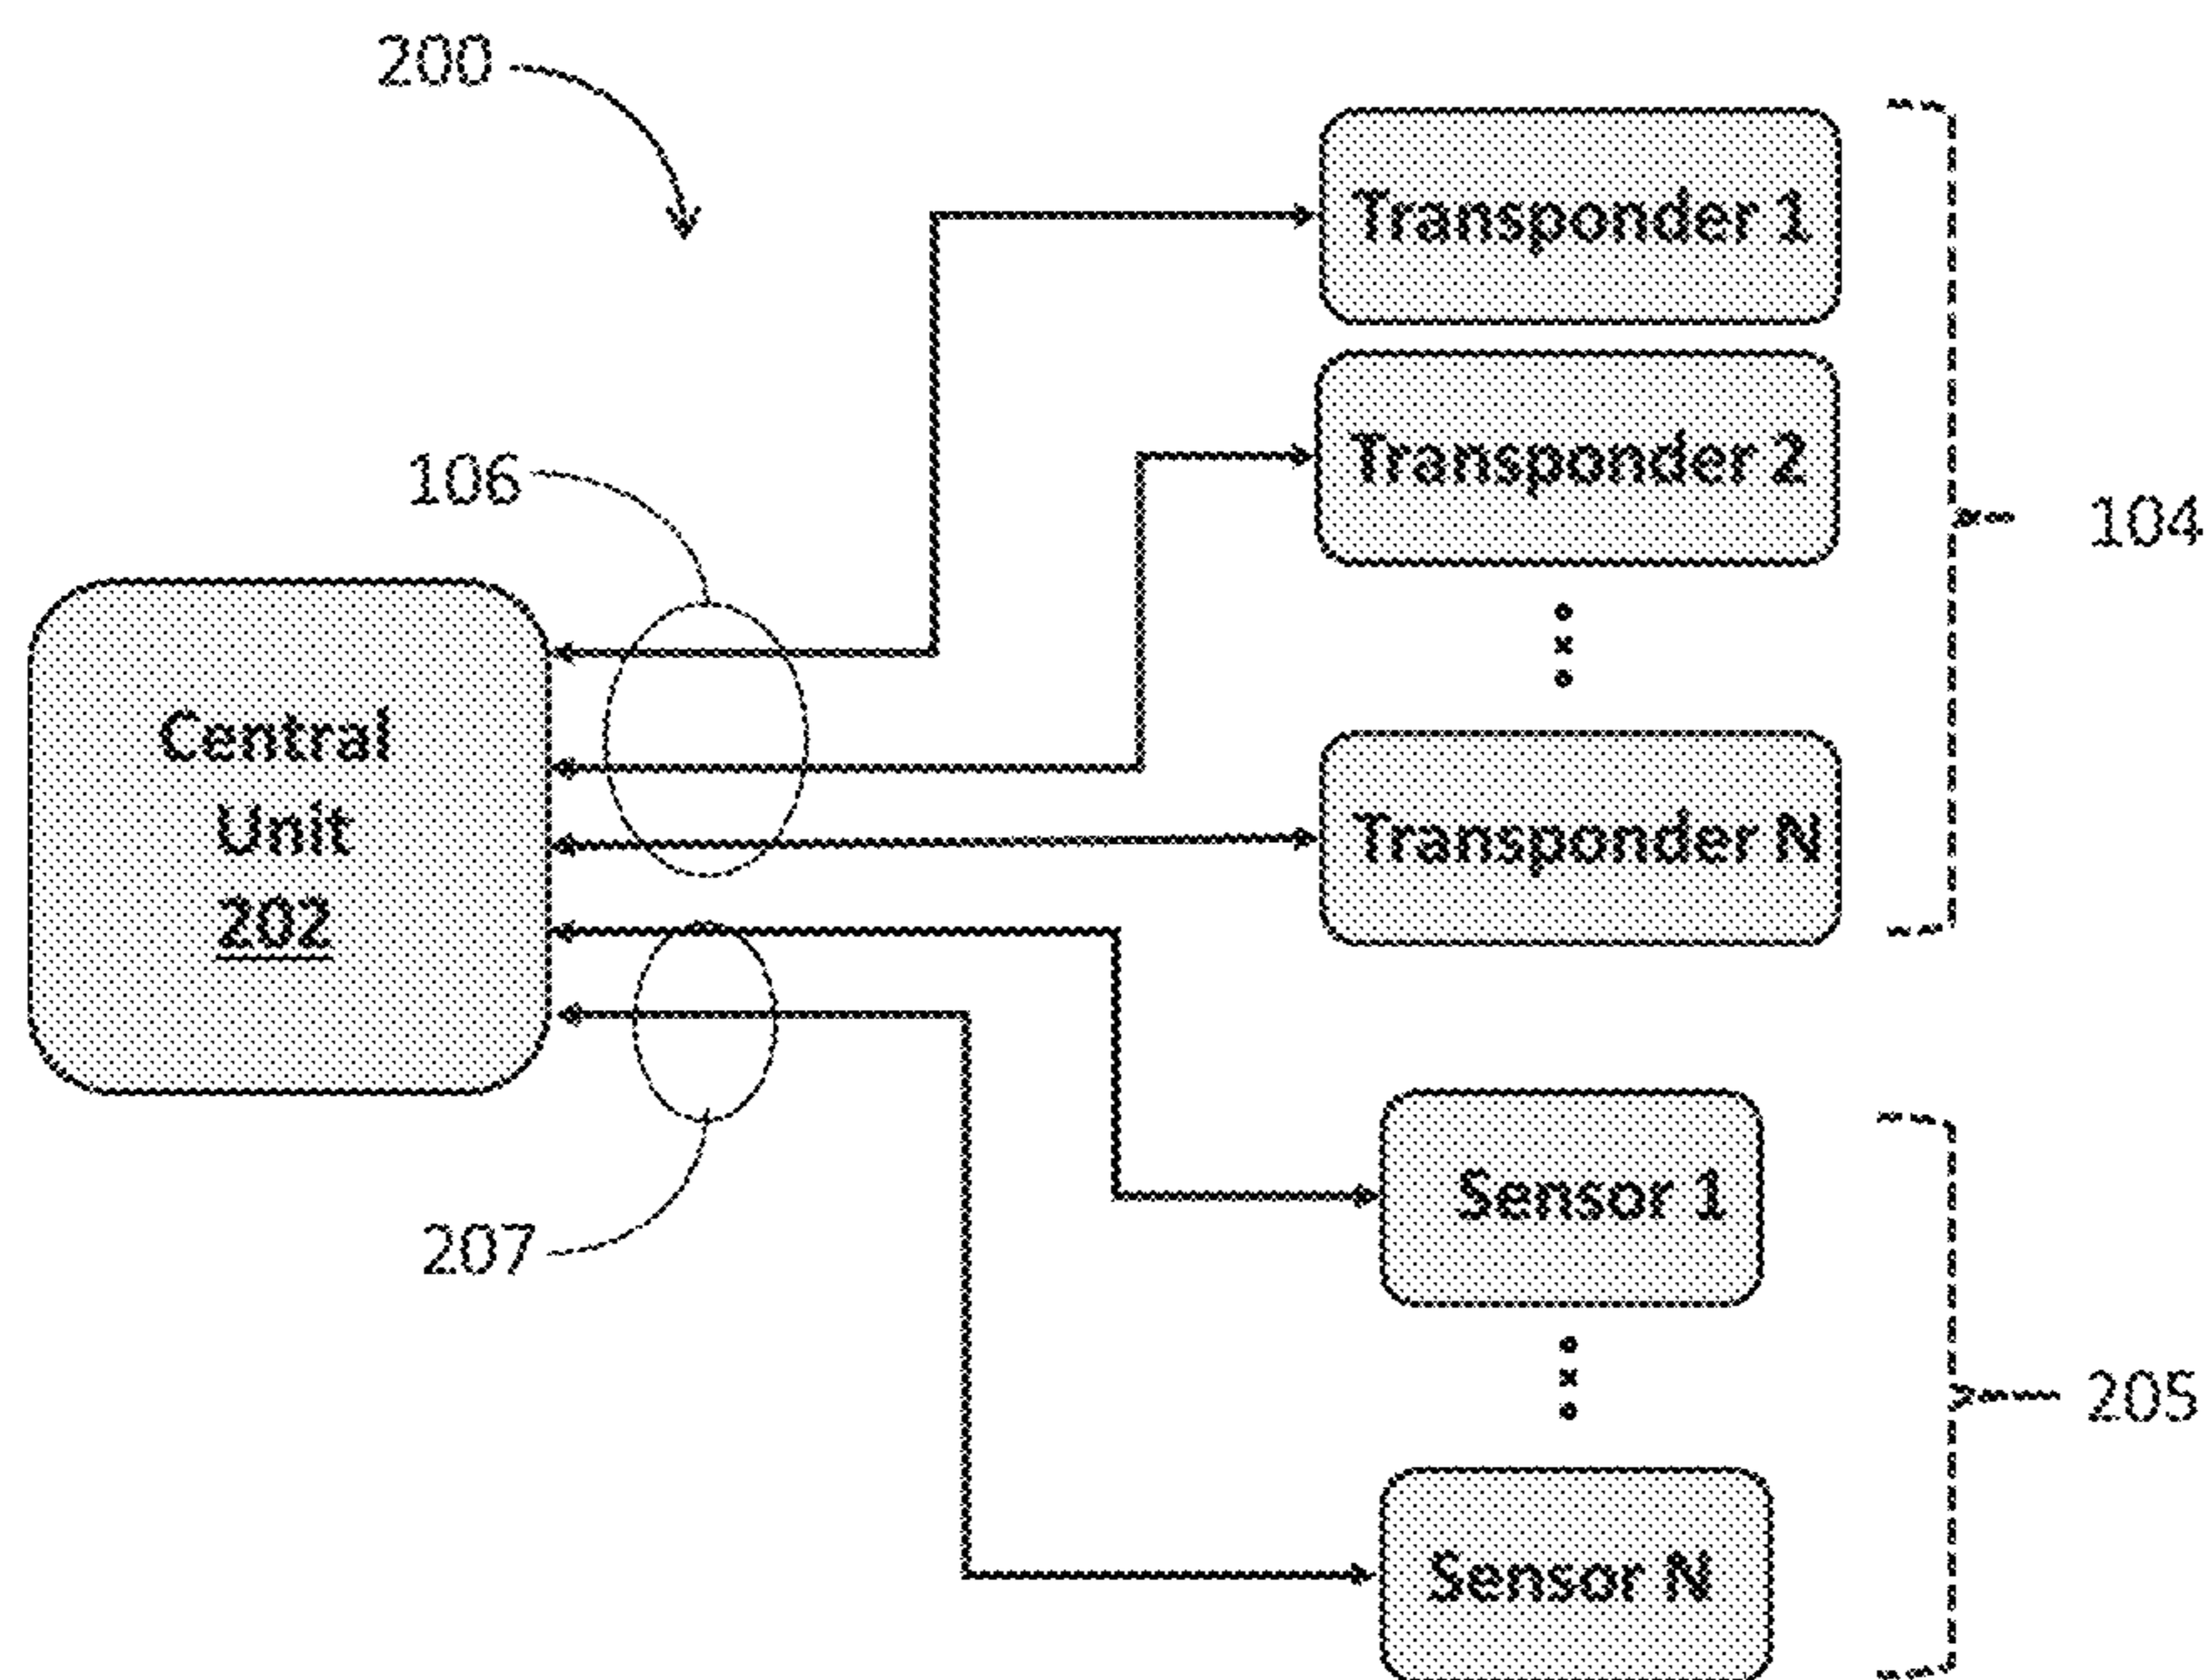 200
Transponder 1
106
Transponder 2
104
Central
Unit
202
Transponder N
207
Sensor 1
205
Sensor N